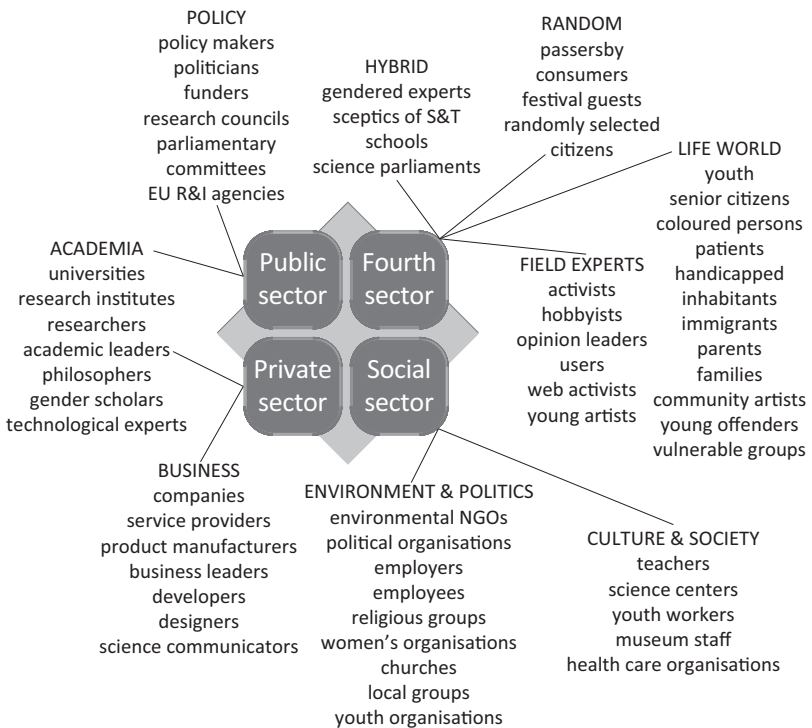 POLICY
policy makers
politicians
funders
research councils
parliamentary
committees
EU R&I agencies
HYBRID
gendered experts
sceptics of S&T
schools
science parliaments
RANDOM
passersby
consumers
festival guests
randomly selected
citizens
LIFE WORLD
youth
senior citizens
coloured persons
patients
handicapped
inhabitants
immigrants
parents
families
community artists
young offenders
vulnerable groups
ACADEMIA
universities
research institutes
researchers
academic leaders
philosophers
gender scholars
technological experts
Public
sector
Fourth
sector
Private
sector
Social
sector
FIELD EXPERTS
activists
hobbyists
opinion leaders
users
web activists
young artists
BUSINESS
companies
service providers
product manufacturers
business leaders
developers
designers
science communicators
ENVIRONMENT & POLITICS
environmental NGOs
political organisations
employers
employees
religious groups
women's organisations
churches
local groups
youth organisations
CULTURE & SOCIETY
teachers
science centers
youth workers
museum staff
health care organisations